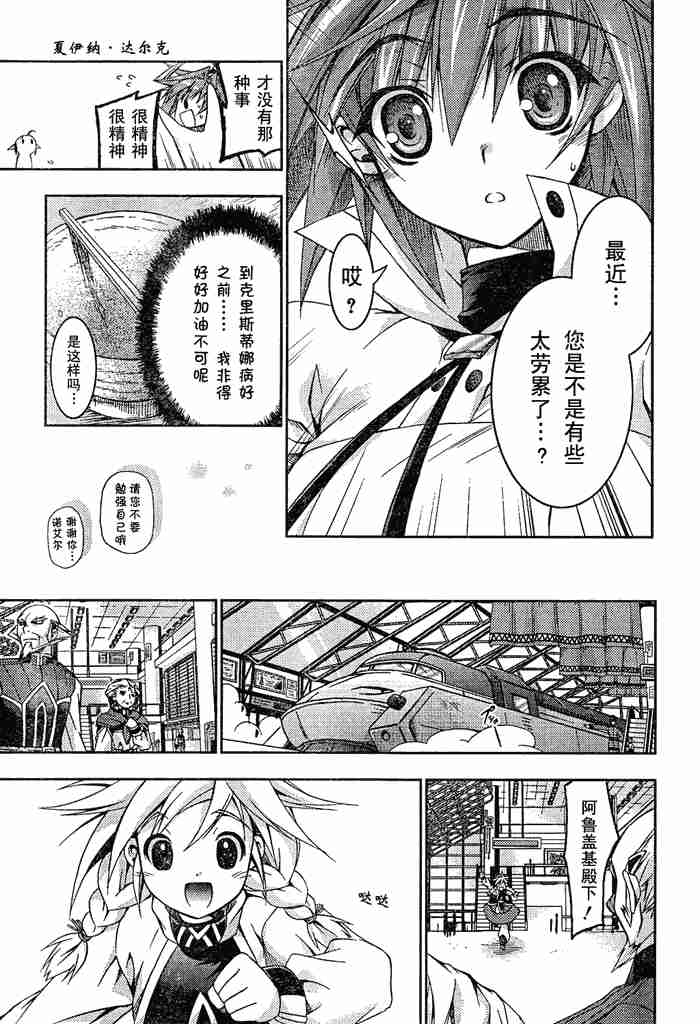 最近…
您是不是有些
太劳累了…?
哎?
夏伊纳·达尔克
才没有那
种事
很精神
很精神
到克里斯蒂娜病好
之前……我非得
好好加油不可呢
是这样吗…
请您不要
勉强自己哦
谢谢你…
诺艾尔
阿鲁盖基殿
下!
哒
哒